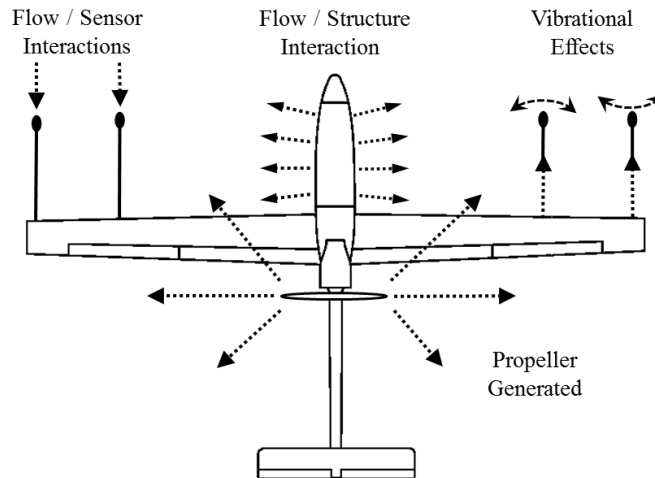 Flow / Sensor
Interactions
Flow / Structure
Interaction
Vibrational
Effects
Propeller
Generated